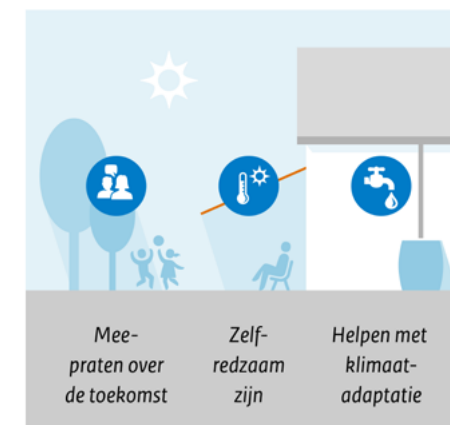 Mee-
praten over
de toekomst
Zelf-
redzaam
zijn
Helpen met
klimaat-
adaptatie